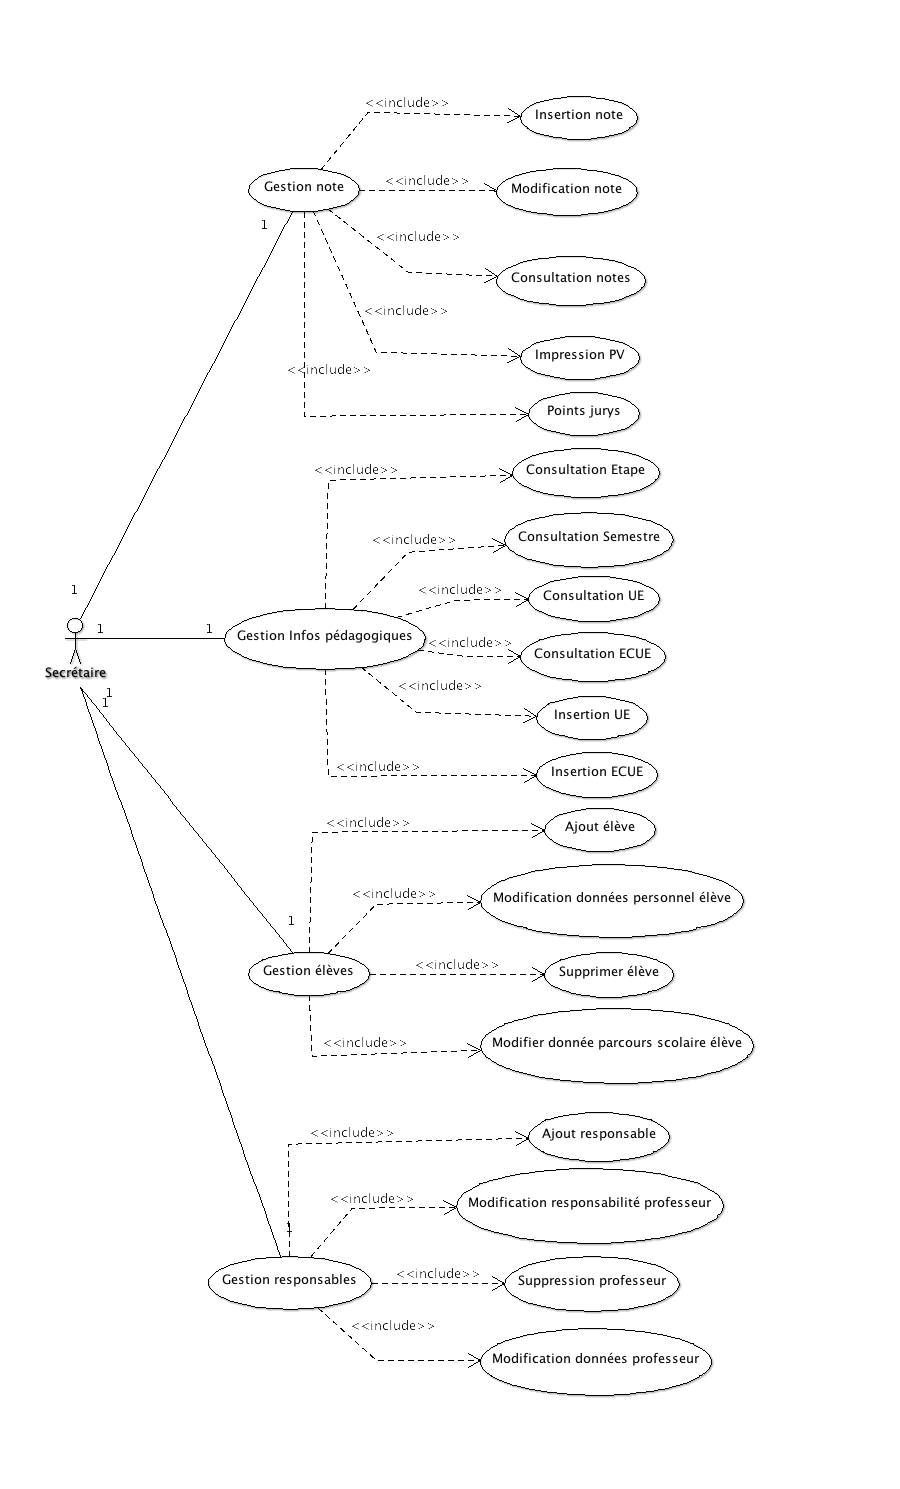 <<include>>
Insertion note
<<include>>
Modification note
Gestion note
1
<<include>>
Consultation notes
<<include>>
Impression PV
<<include>>
Points jurys
<<include>>
Consultation Etape
<<include>>
Consultation Semestre
1
<<include>>
Consultation UE
1
1
Gestion Infos pédagogiques
<<include>>
Consultation ECUE
Secrétaire
<<include>>
1
1
Insertion UE
<<include>>
Insertion ECUE
<<include>>
Ajout élève
<<include>>
Modification données personnel élève
1
Gestion élèves
<<include>>
Supprimer élève
<<include>>
Modifier donnée parcours scolaire élève
<<include>>
Ajout responsable
<<include>>
Modification responsabilité professeur
1
Gestion responsables
<<include>>
Suppression professeur
<<include>>
Modification données professeur